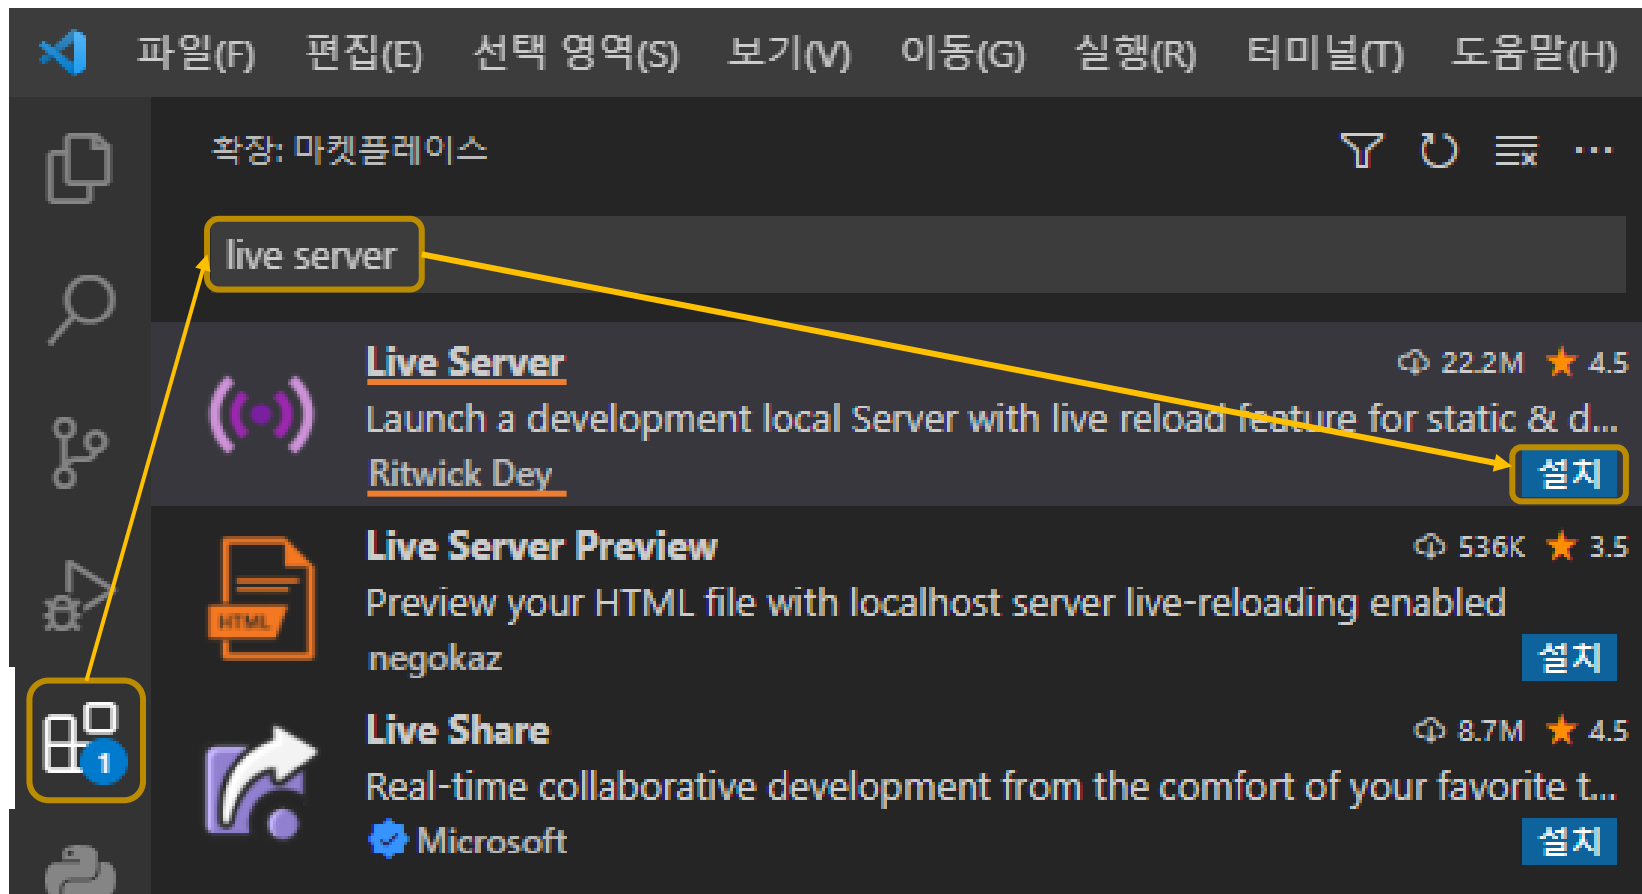 파일(F) 편집(E) 선택 영역(S) 보기(V) 이동(G) 실행(R) 터미널(T) 도움말(H)
확장: 마켓플레이스
live server
Live Server 22.2M 4.5
Launch a development local Server with live reload feature for static & d...
Ritwick Dey 설치
Live Server Preview 536K 3.5
Preview your HTML file with localhost server live-reloading enabled
HTML
negokaz 설치
1
Live Share 8.7M 4.5
Real-time collaborative development from the comfort of your favorite t...
Microsoft 설치